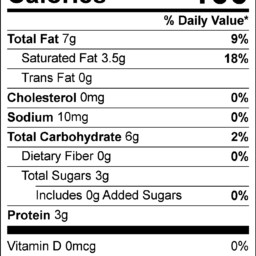 Calories
% Daily Value*
Total Fat 7g 9%
Saturated Fat 3.5g 18%
Trans Fat 0g
Cholesterol 0mg 0%
Sodium 10mg 0%
Total Carbohydrate 6g 2%
Dietary Fiber 0g 0%
Total Sugars 3g
Includes 0g Added Sugars 0%
Protein 3g
Vitamin D 0mcg 0%